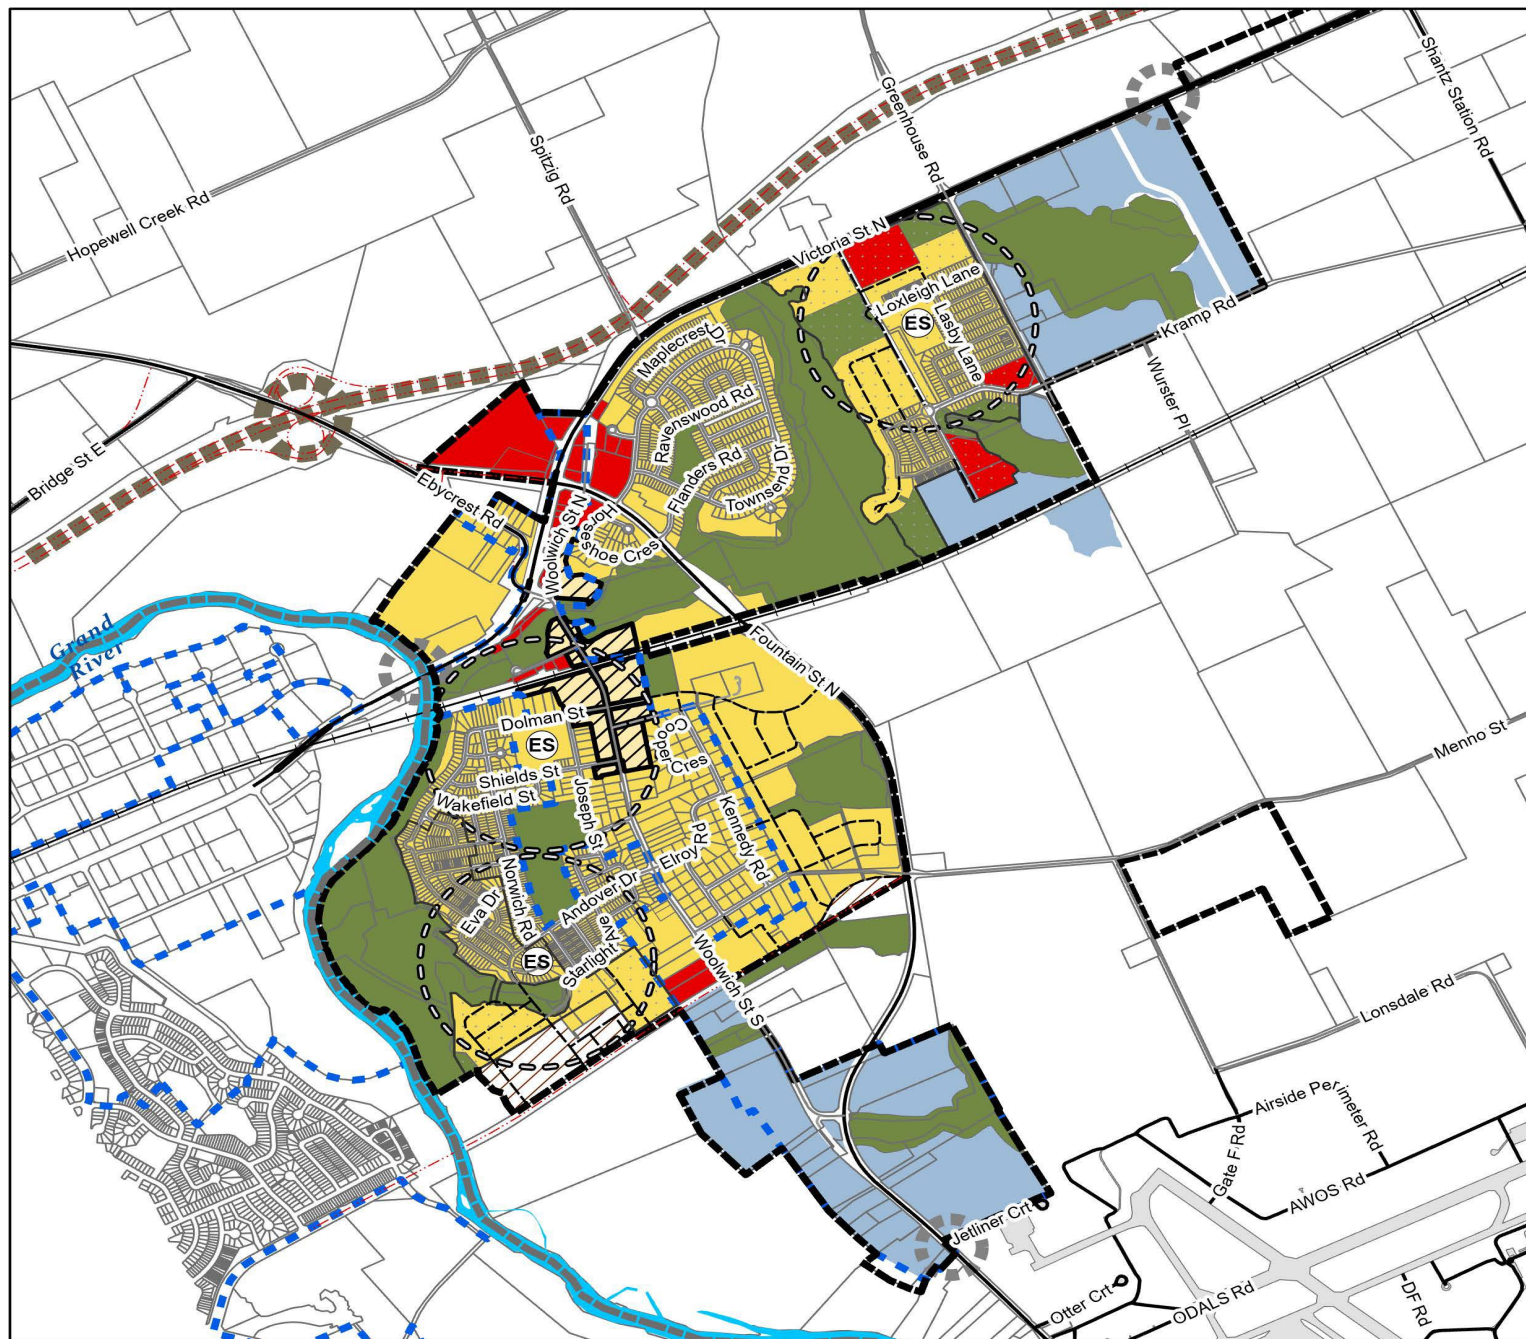 Shantz Station Rd
Greenhouse Rd
Spitzig Rd
Hopewell Creek Rd
Victoria St N
Loxleigh Lane
ES
Lasby Lane
Kramp Rd
Maplecrest Dr
Wurster Pl
Ravenswood Rd
Flanders Rd
Townsend Dr
Bridge St E
Ebycrest Rd
Woolwich St N
Horseshoe Cres
Grand
River
Fountain St N
Dolman St
ES
Cooper
Cres
Menno St
Shields St
Wakefield St
Joseph St
Kennedy Rd
Elroy Rd
Norwich Rd
Andover Dr
Eva Dr
Starlight Ave
ES
Woolwich St S
Lonsdale Rd
Airside Perimeter Rd
Gate F Rd
AWOS Rd
Jetliner Crt
Otter Crt
ODALS Rd
DF Rd